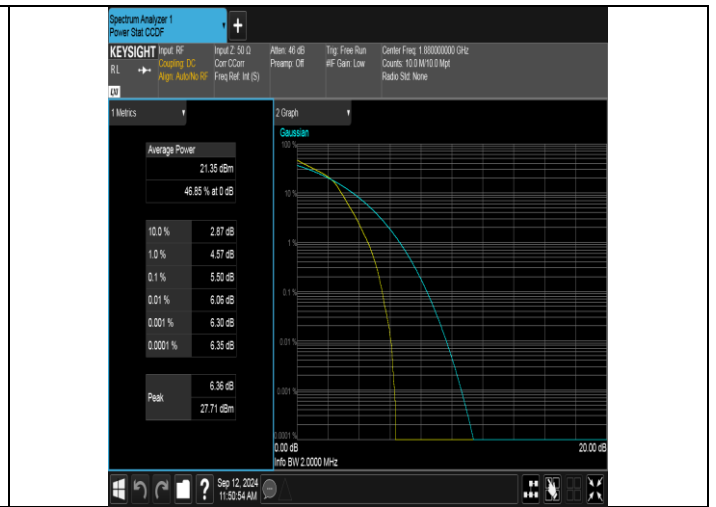 Spectrum Analyzer 1
Power Stat CCDF
+
KEYSIGHT Input: RF Input Z: 50 Ω Atten: 46 dB Trig: Free Run Center Freq: 1.880000000 GHz
RL Coupling: DC Corr CCorr Preamp: Off #IF Gain: Low Counts: 10.0 M/10.0 Mpt
Align: Auto/No RF Freq Ref: Int (S) Radio Std: None
LXI
1 Metrics
Average Power
21.35 dBm
46.85 % at 0 dB
10.0 % 2.87 dB
1.0 % 4.57 dB
0.1 % 5.50 dB
0.01 % 6.06 dB
0.001 % 6.30 dB
0.0001 % 6.35 dB
Peak 6.36 dB
27.71 dBm
2 Graph
Gaussian
100 %
10 %
1 %
0.1 %
0.01 %
0.001 %
0.0001 %
0.00 dB 20.00 dB
Info BW 2.0000 MHz
? Sep 12, 2024
11:50:54 AM